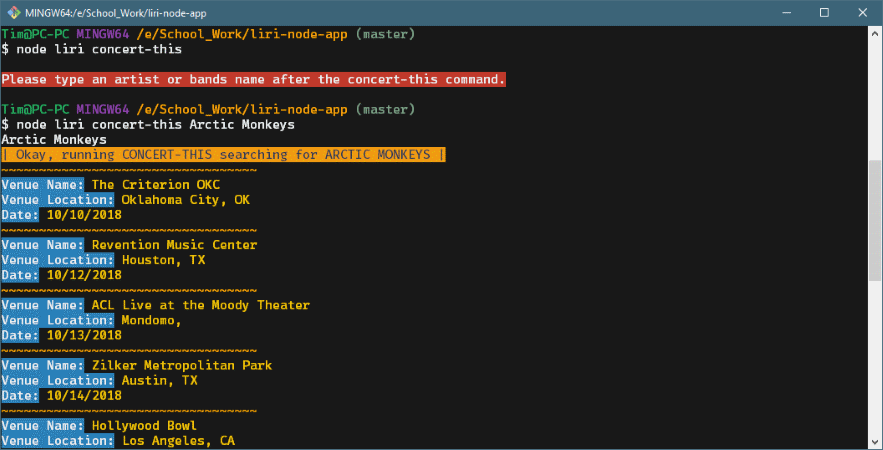 MINGW64:/e/School_Work/liri-node-app
Tim@PC-PC MINGW64 /e/School_Work/liri-node-app (master)
$ node liri concert-this
Please type an artist or bands name after the concert-this command.
Tim@PC-PC MINGW64 /e/School_Work/liri-node-app (master)
$ node liri concert-this Arctic Monkeys
Arctic Monkeys
| Okay, running CONCERT-THIS searching for ARCTIC MONKEYS |
~~~~~~~~~~~~~~~~~~~~~~~~~~~~~~~~~~
Venue Name: The Criterion OKC
Venue Location: Oklahoma City, OK
Date: 10/10/2018
~~~~~~~~~~~~~~~~~~~~~~~~~~~~~~~~~~
Venue Name: Revention Music Center
Venue Location: Houston, TX
Date: 10/12/2018
~~~~~~~~~~~~~~~~~~~~~~~~~~~~~~~~~~
Venue Name: ACL Live at the Moody Theater
Venue Location: Mondomo,
Date: 10/13/2018
~~~~~~~~~~~~~~~~~~~~~~~~~~~~~~~~~~
Venue Name: Zilker Metropolitan Park
Venue Location: Austin, TX
Date: 10/14/2018
~~~~~~~~~~~~~~~~~~~~~~~~~~~~~~~~~~
Venue Name: Hollywood Bowl
Venue Location: Los Angeles, CA